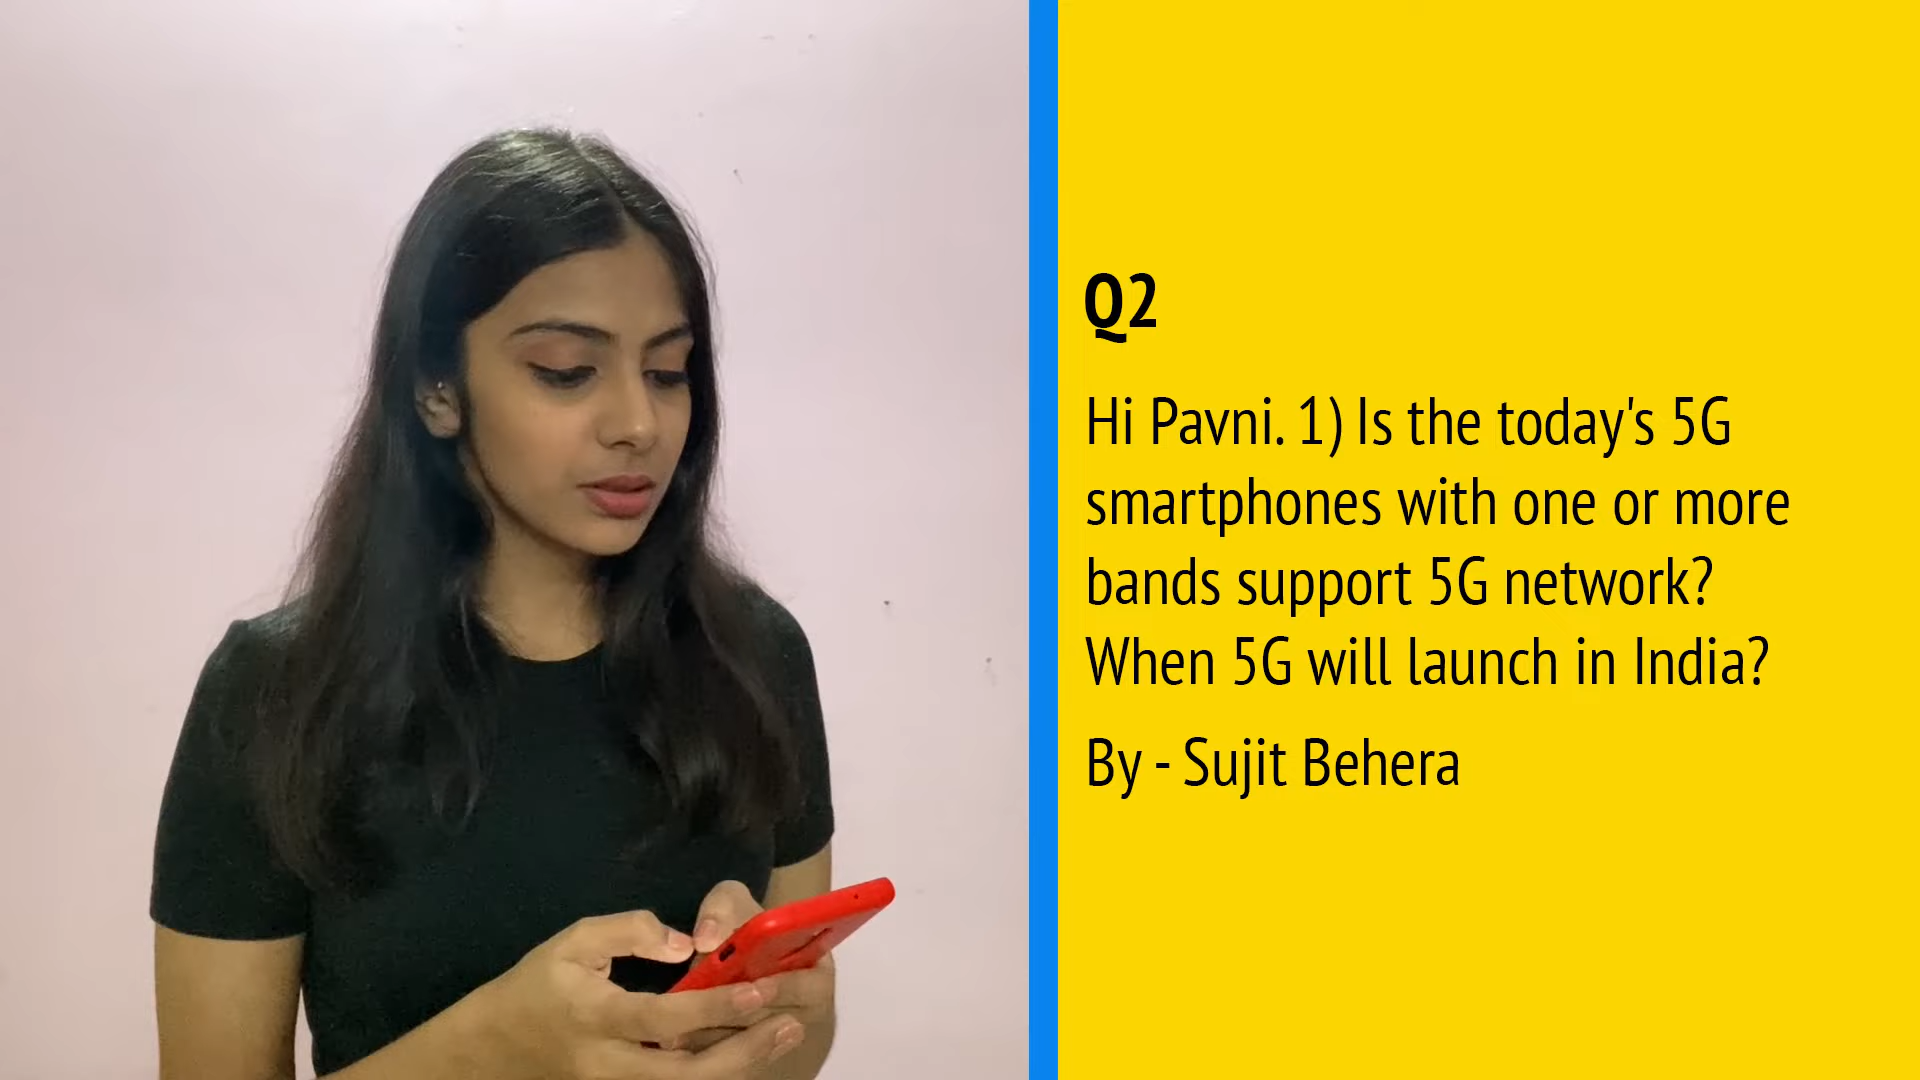 Q2
Hi Pavni. 1) Is the today's 5G
smartphones with one or more
bands support 5G network?
When 5G will launch in India?
By - Sujit Behera